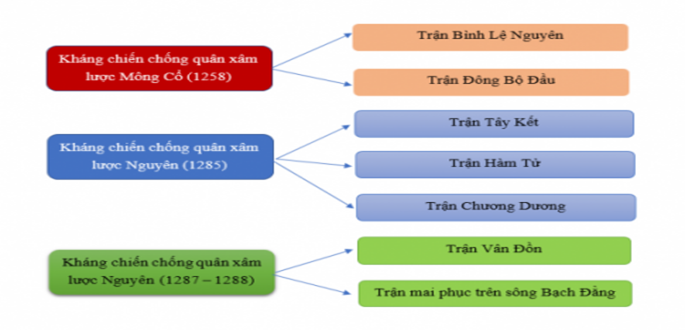 Kháng chiến chống quân xâm
lược Mông Cổ (1258)
Trận Bình Lệ Nguyên
Trận Đông Bộ Đầu
Kháng chiến chống quân xâm
lược Nguyên (1285)
Trận Tây Kết
Trận Hàm Tử
Trận Chương Dương
Kháng chiến chống quân xâm
lược Nguyên (1287 – 1288)
Trận Vân Đồn
Trận mai phục trên sông Bạch Đằng